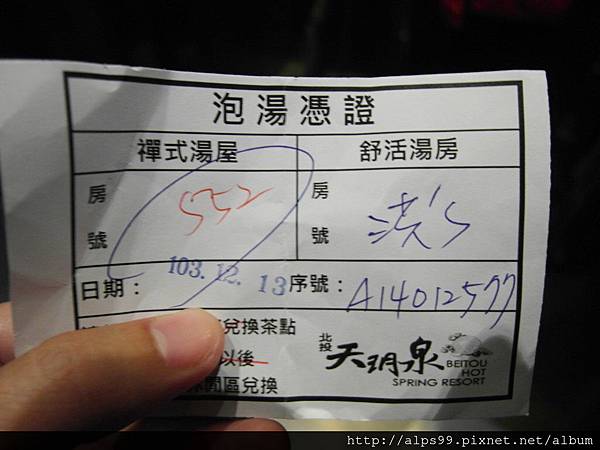 泡湯憑證
禪式湯屋
舒活湯房
房號
552
房號
日期：
103.12.13
序號：
A14012577
兌換茶點
以後
閒區兌換
北投
天玥泉
BEITOU
HOT
SPRING RESORT
http://alps99.pixnet.net/album